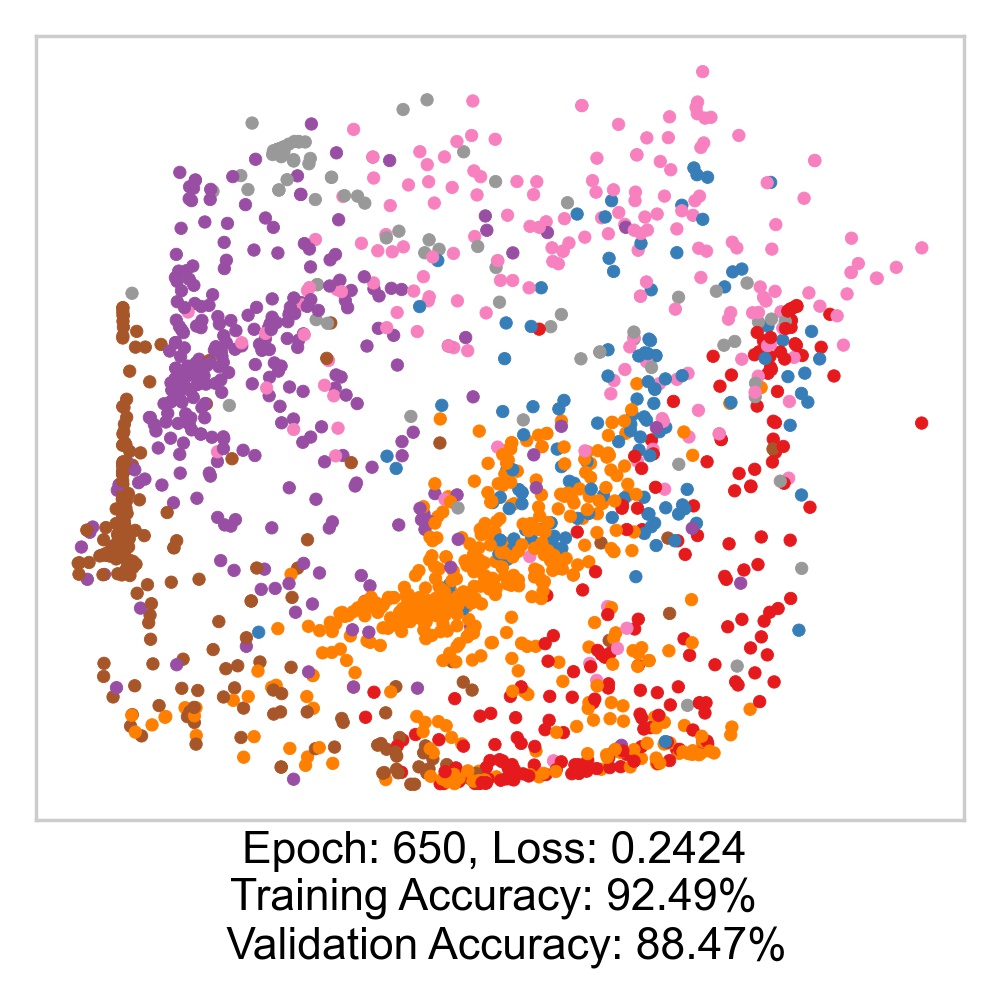 Epoch: 650, Loss: 0.2424
Training Accuracy: 92.49%
Validation Accuracy: 88.47%